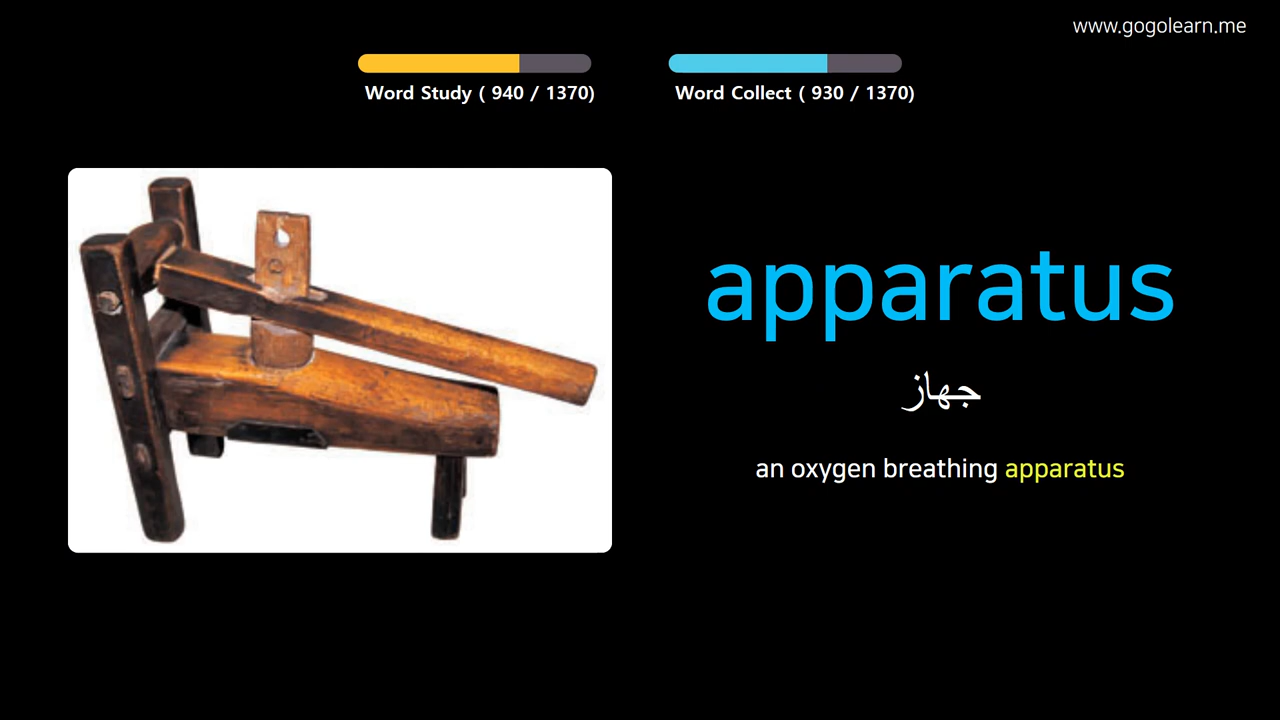 www.gogolearn.me
Word Study ( 940 / 1370)
Word Collect ( 930 / 1370)
apparatus
جهاز
an oxygen breathing apparatus